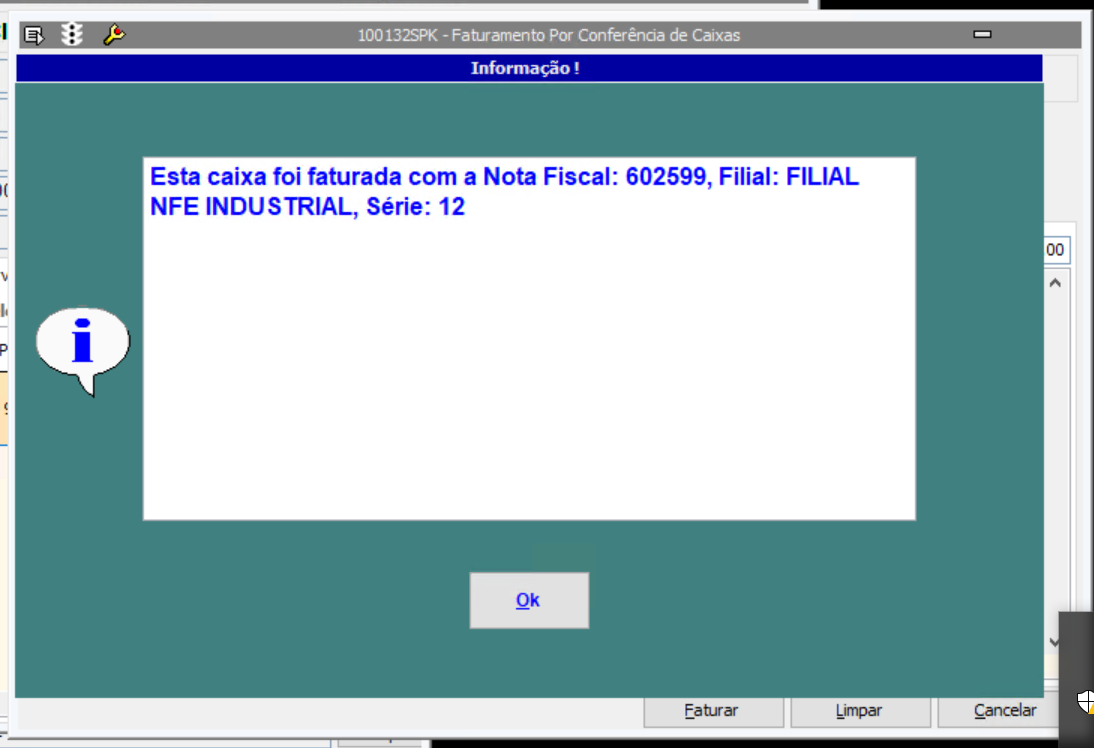 100132SPK - Faturamento Por Conferência de Caixas
Informação !
Esta caixa foi faturada com a Nota Fiscal: 602599, Filial: FILIAL
NFE INDUSTRIAL, Série: 12
00
i
Ok
Faturar
Limpar
Cancelar